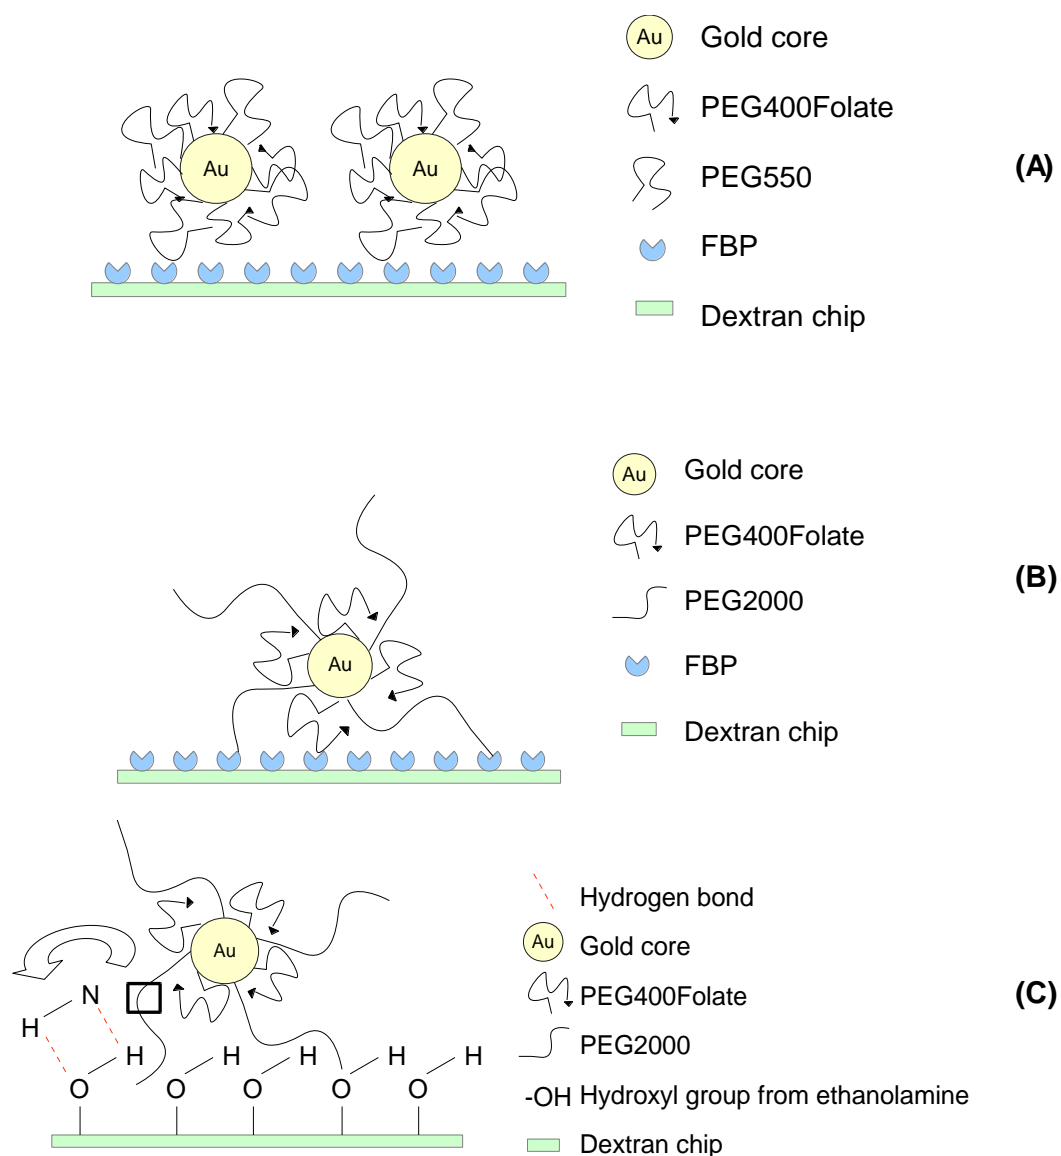 Au Gold core
PEG400Folate
(A)
Au Au
PEG550
FBP
Dextran chip
Au Gold core
PEG400Folate
(B)
PEG2000
Au FBP
Dextran chip
Hydrogen bond
Au Au Gold core
N PEG400Folate (C)
H
H H H H H PEG2000
O O O O O -OH Hydroxyl group from ethanolamine
Dextran chip